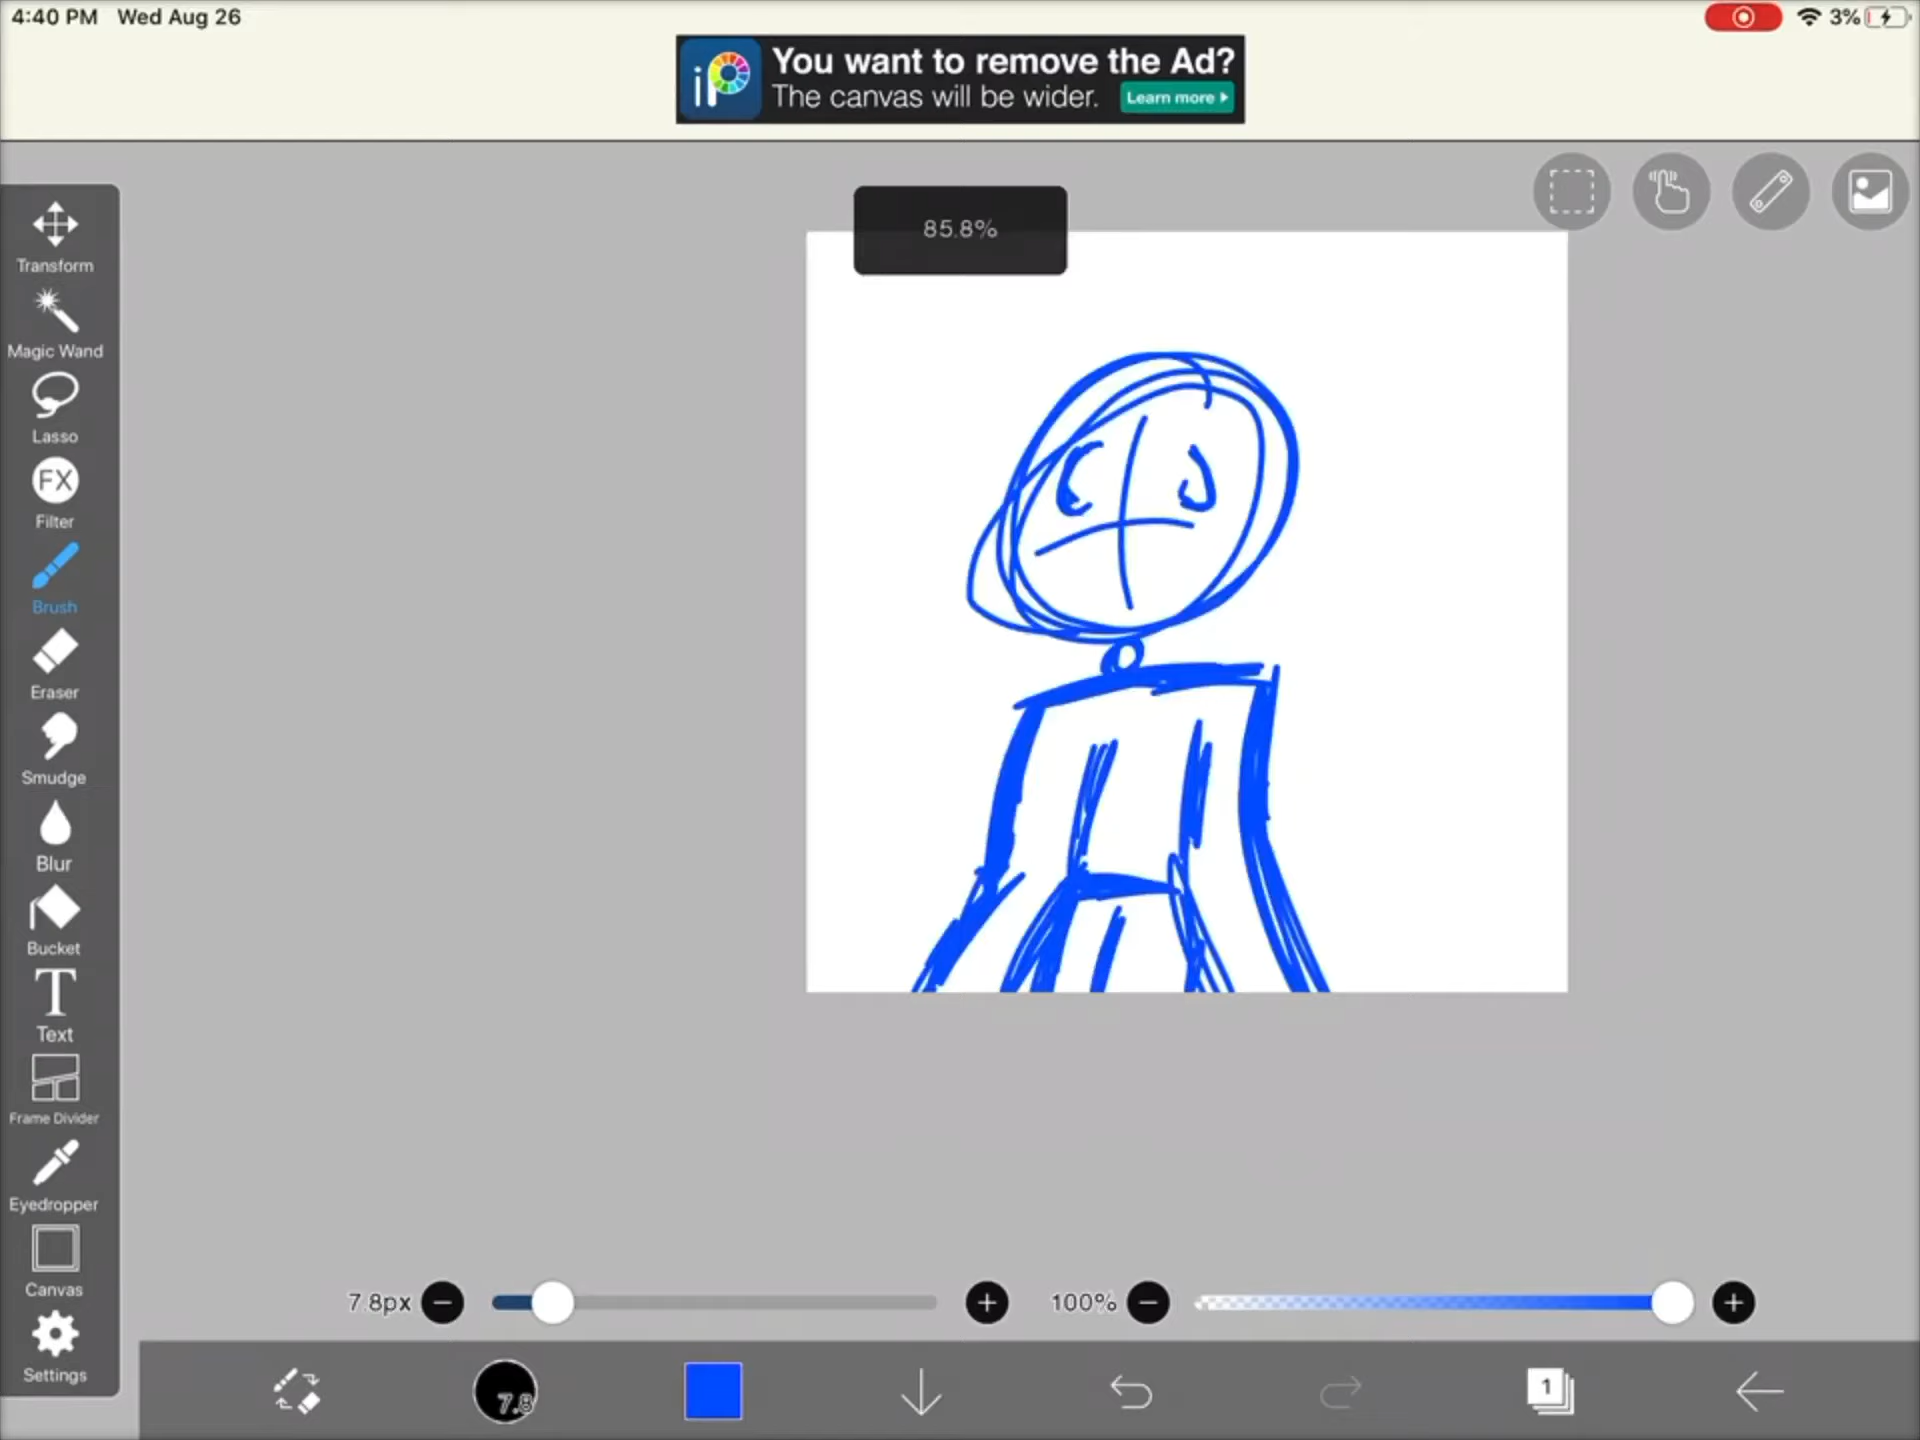 4:40 PM Wed Aug 26
3%
iP
You want to remove the Ad?
The canvas will be wider.
Learn more
85.8%
Transform
Magic Wand
Lasso
FX
Filter
Brush
Eraser
Smudge
Blur
Bucket
T
Text
Frame Divider
Eyedropper
Canvas
Settings
7.8px
100%
7.8
1